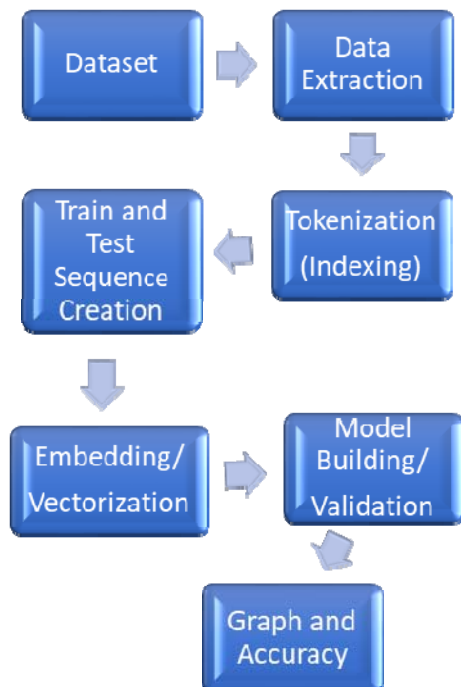 Dataset
Data
Extraction
Tokenization
(Indexing)
Train and
Test
Sequence
Creation
Embedding/
Vectorization
Model
Building/
Validation
Graph and
Accuracy